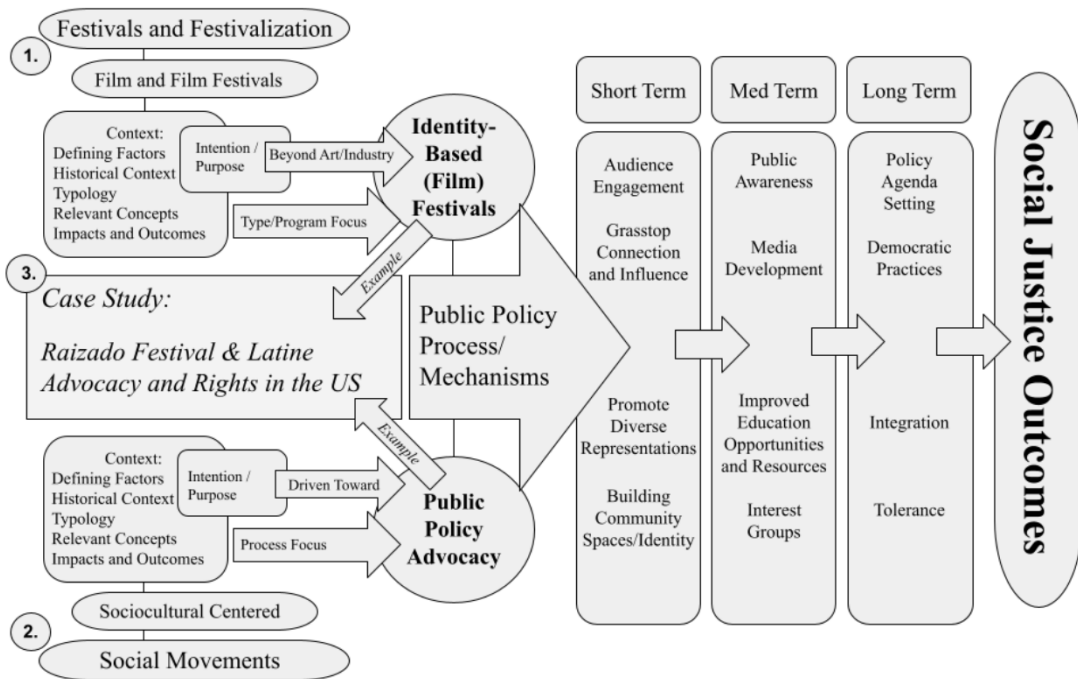 Festivals and Festivalization
1.
Film and Film Festivals
Context:
Defining Factors
Historical Context
Typology
Relevant Concepts
Impacts and Outcomes
Intention /
Purpose
Beyond Art/Industry
Type/Program Focus
Identity-
Based
(Film)
Festivals
Example
3.
Case Study:
Raizado Festival & Latine
Advocacy and Rights in the US
Public Policy
Process/
Mechanisms
Example
Context:
Defining Factors
Historical Context
Typology
Relevant Concepts
Impacts and Outcomes
Intention /
Purpose
Driven Toward
Process Focus
Public
Policy
Advocacy
Sociocultural Centered
2.
Social Movements
Short Term
Audience
Engagement
Grasstop
Connection
and Influence
Promote
Diverse
Representations
Building
Community
Spaces/Identity
Med Term
Public
Awareness
Media
Development
Improved
Education
Opportunities
and Resources
Interest
Groups
Long Term
Policy
Agenda
Setting
Democratic
Practices
Integration
Tolerance
Social Justice Outcomes